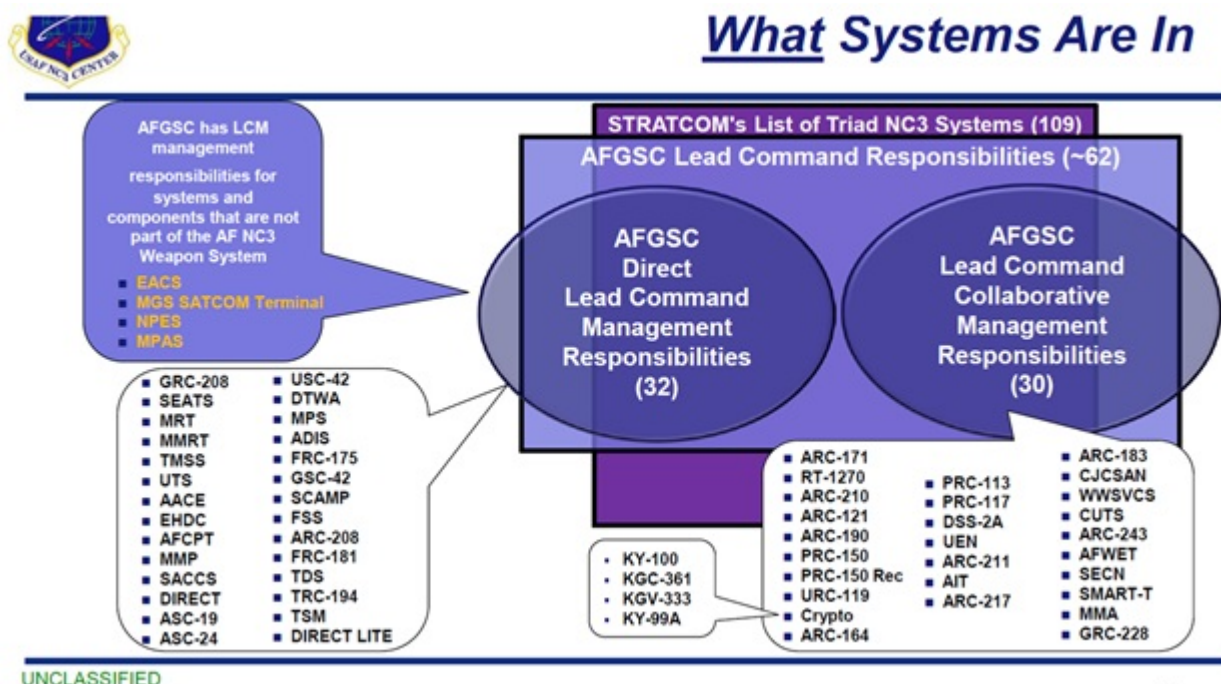 USAF NC3 CENTER
What Systems Are In
AFGSC has LCM
management
responsibilities for
systems and
components that are not
part of the AF NC3
Weapon System
EACS
MGS SATCOM Terminal
NPES
MPAS
STRATCOM's List of Triad NC3 Systems (109)
AFGSC Lead Command Responsibilities (~62)
AFGSC
Direct
Lead Command
Management
Responsibilities
(32)
AFGSC
Lead Command
Collaborative
Management
Responsibilities
(30)
GRC-208
SEATS
MRT
MMRT
TMSS
UTS
AACE
EHDC
AFCPT
MMP
SACCS
DIRECT
ASC-19
ASC-24
USC-42
DTWA
MPS
ADIS
FRC-175
GSC-42
SCAMP
FSS
ARC-208
FRC-181
TDS
TRC-194
TSM
DIRECT LITE
KY-100
KGC-361
KGV-333
KY-99A
ARC-171
RT-1270
ARC-210
ARC-121
ARC-190
PRC-150
PRC-150 Rec
URC-119
Crypto
ARC-164
PRC-113
PRC-117
DSS-2A
UEN
ARC-211
AIT
ARC-217
ARC-183
CJCSAN
WWSVCS
CUTS
ARC-243
AFWET
SECN
SMART-T
MMA
GRC-228
UNCLASSIFIED